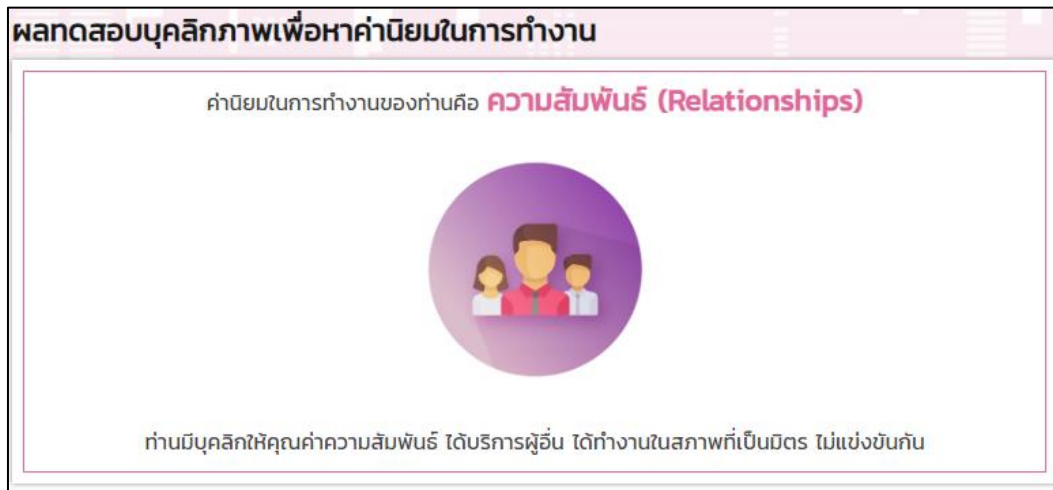 ผลทดสอบบุคลิกภาพเพื่อหาค่านิยมในการทำงาน
ค่านิยมในการทำงานของท่านคือ ความสัมพันธ์ (Relationships)
ท่านมีบุคลิกให้คุณค่าความสัมพันธ์ ได้บริการผู้อื่น ได้ทำงานในสภาพที่เป็นมิตร ไม่แข่งขันกัน